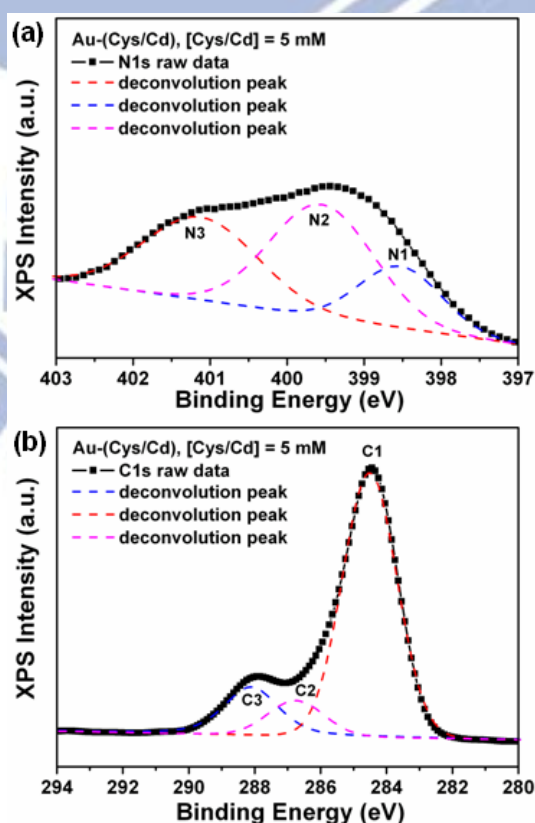 (a)
Au-(Cys/Cd), [Cys/Cd] = 5 mM
N1s raw data
deconvolution peak
deconvolution peak
deconvolution peak
N3
N2
N1
XPS Intensity (a.u.)
403 402 401 400 399 398 397
Binding Energy (eV)
(b)
Au-(Cys/Cd), [Cys/Cd] = 5 mM
C1
C1s raw data
deconvolution peak
deconvolution peak
deconvolution peak
C3
C2
XPS Intensity (a.u.)
294 292 290 288 286 284 282 280
Binding Energy (eV)